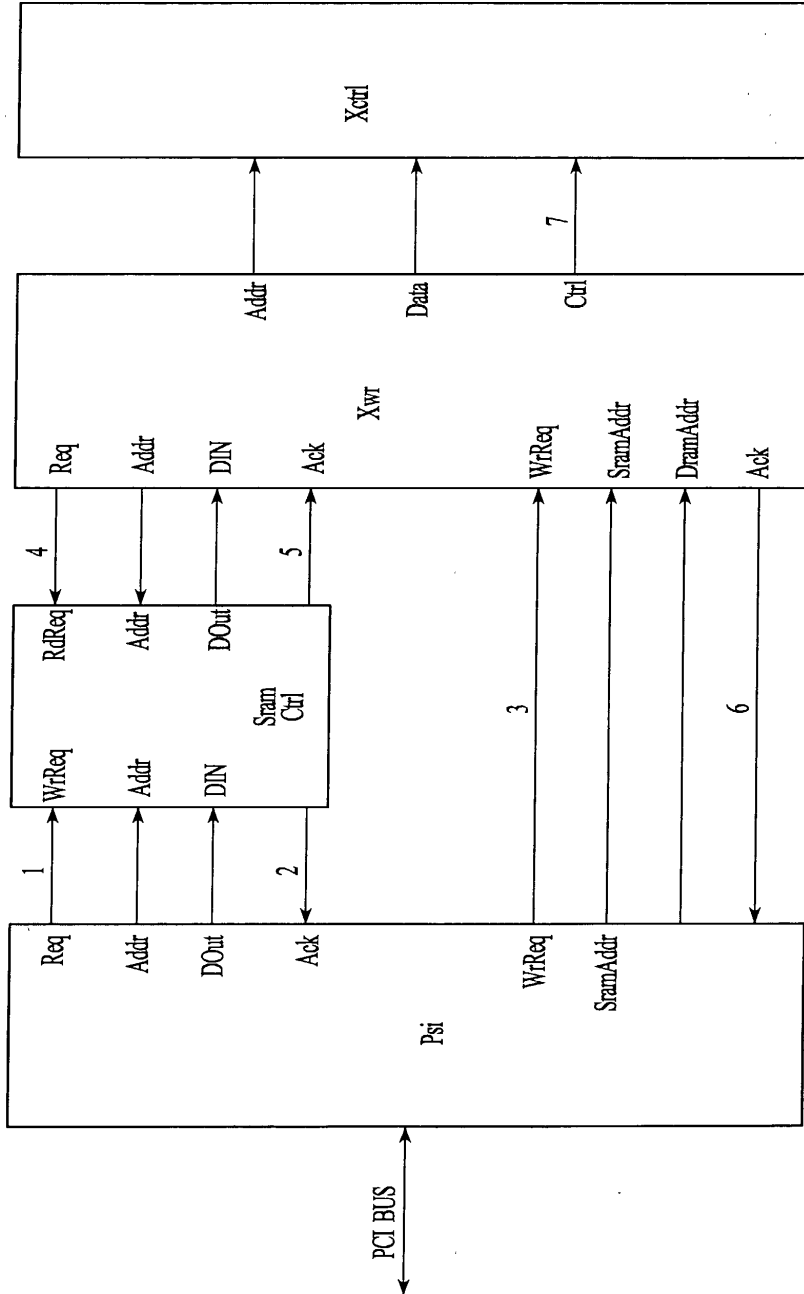 PCI BUS
Psi
Req
Addr
DOut
Ack
WrReq
SramAddr
1
2
3
6
WrReq
Addr
DIN
Sram
Ctrl
RdReq
Addr
DOut
4
5
Req
Addr
DIN
Ack
Xwr
WrReq
SramAddr
DramAddr
Ack
Addr
Data
Ctrl
7
Xctrl